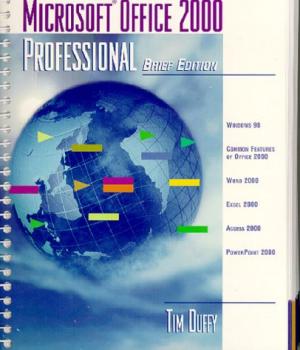 MICROSOFT® OFFICE 2000
PROFESSIONAL BRIEF EDITION
WINDOWS 98
COMMON FEATURES
OF OFFICE 2000
WORD 2000
EXCEL 2000
ACCESS 2000
POWERPOINT 2000
TIM DUFFY